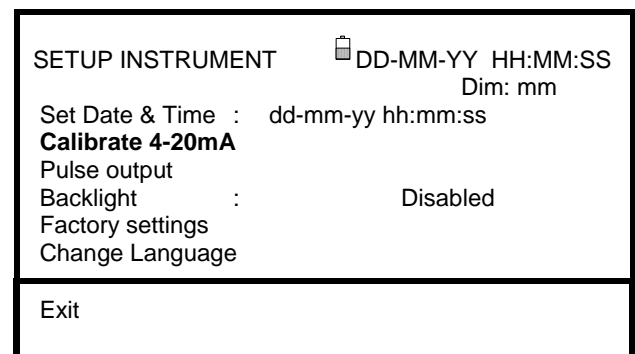 SETUP INSTRUMENT DD-MM-YY HH:MM:SS
Dim: mm
Set Date & Time : dd-mm-yy hh:mm:ss
Calibrate 4-20mA
Pulse output
Backlight : Disabled
Factory settings
Change Language
Exit